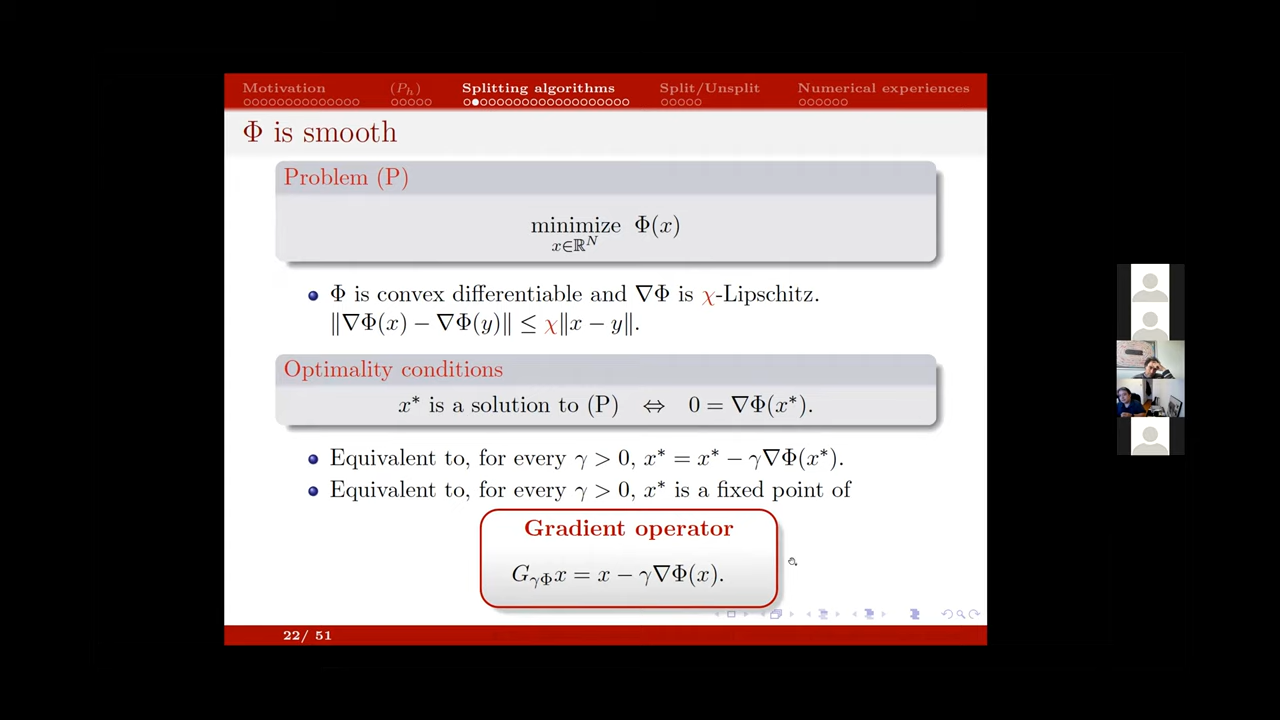 Motivation (P_h) Splitting algorithms Split/Unsplit Numerical experiences
Φ is smooth
Problem (P)
minimize Φ(x)
x∈ℝ^N
Φ is convex differentiable and ∇Φ is χ-Lipschitz.
‖∇Φ(x) − ∇Φ(y)‖ ≤ χ‖x − y‖.
Optimality conditions
x* is a solution to (P) ⇔ 0 = ∇Φ(x*).
Equivalent to, for every γ > 0, x* = x* − γ∇Φ(x*).
Equivalent to, for every γ > 0, x* is a fixed point of
Gradient operator
G_{γΦ}x = x − γ∇Φ(x).
22/ 51